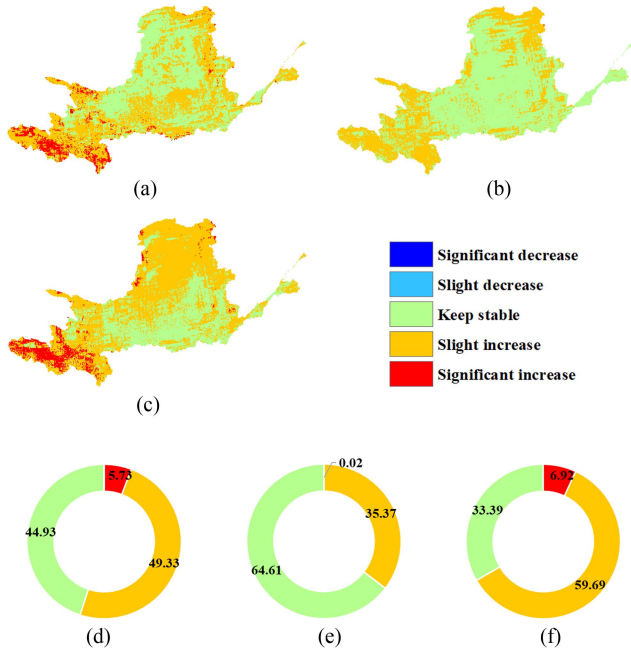 (a)
(b)
(c)
Significant decrease
Slight decrease
Keep stable
Slight increase
Significant increase
5.73
44.93
49.33
(d)
0.02
35.37
64.61
(e)
6.92
33.39
59.69
(f)